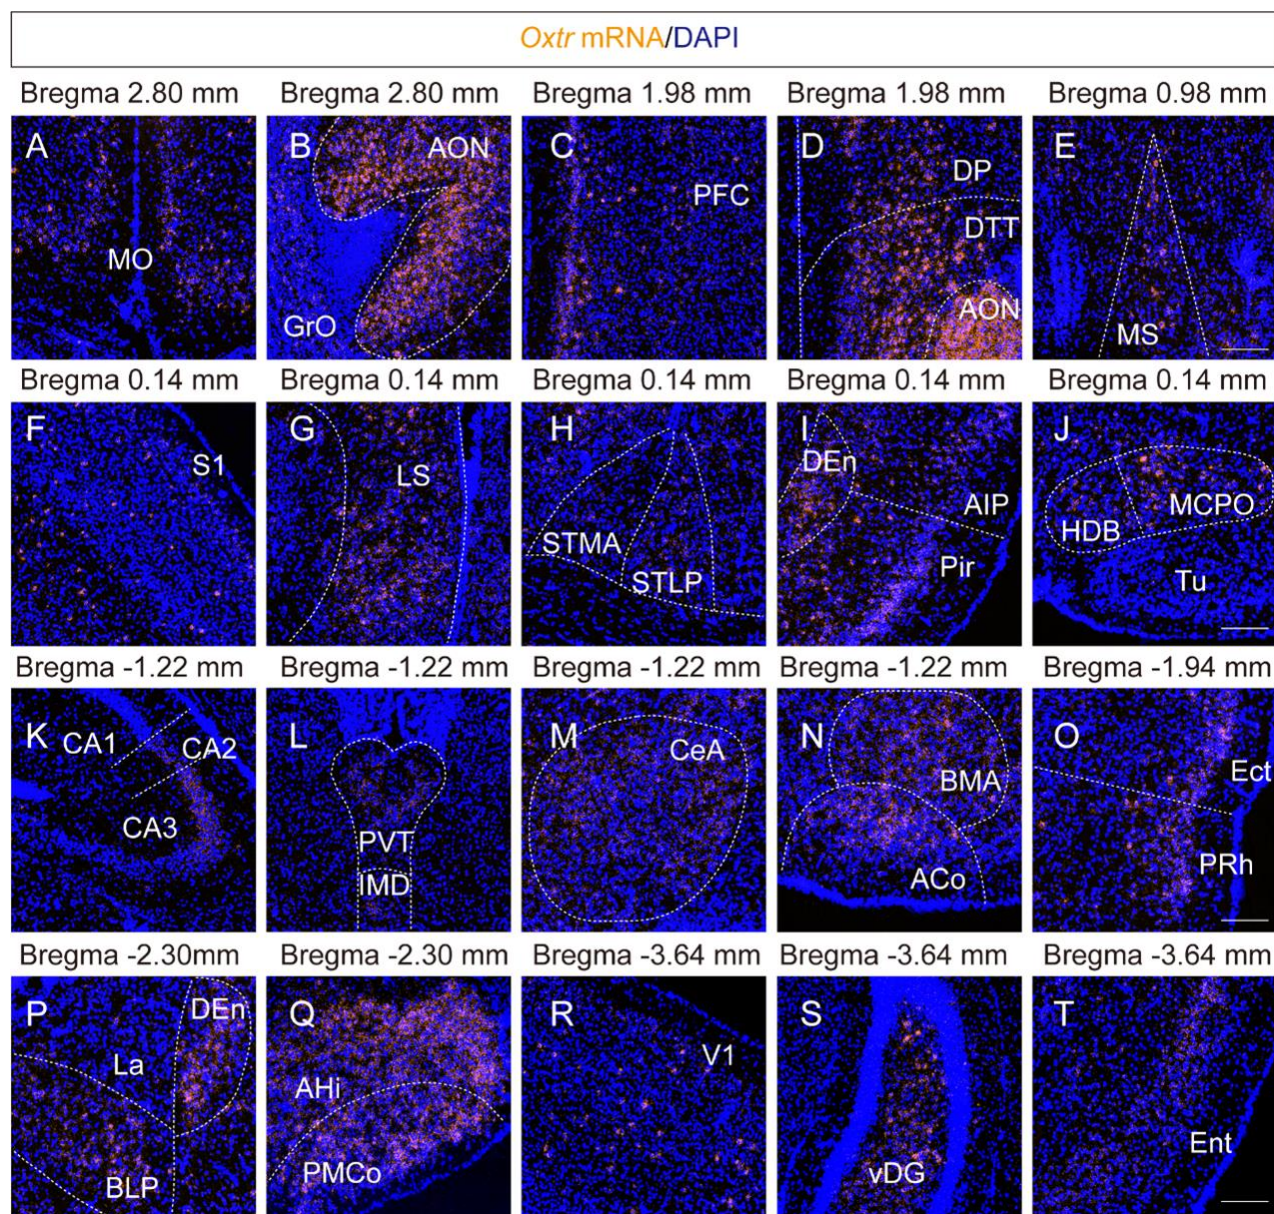 Oxtr mRNA/DAPI
Bregma 2.80 mm Bregma 2.80 mm Bregma 1.98 mm Bregma 1.98 mm Bregma 0.98 mm
A MO
B AON GrO
C PFC
D DP DTT AON
E MS
Bregma 0.14 mm Bregma 0.14 mm Bregma 0.14 mm Bregma 0.14 mm Bregma 0.14 mm
F S1
G LS
H STMA STLP
I DEn AIP Pir
J HDB MCPO Tu
Bregma -1.22 mm Bregma -1.22 mm Bregma -1.22 mm Bregma -1.22 mm Bregma -1.94 mm
K CA1 CA2 CA3
L PVT IMD
M CeA
N BMA ACo
O Ect PRh
Bregma -2.30mm Bregma -2.30 mm Bregma -3.64 mm Bregma -3.64 mm Bregma -3.64 mm
P DEn La BLP
Q AHi PMCo
R V1
S vDG
T Ent